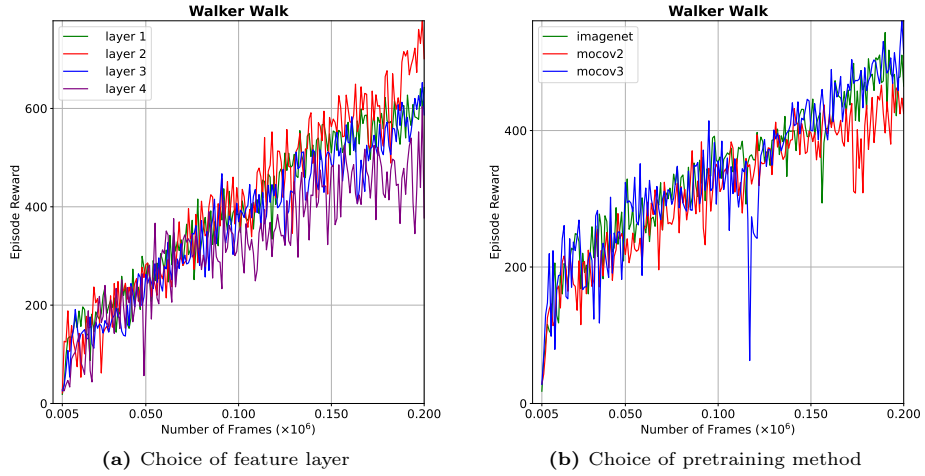 Walker Walk
layer 1
layer 2
layer 3
layer 4
Episode Reward
600
400
200
0
0.005
0.050
0.100
0.150
0.200
Number of Frames (×10⁶)
(a) Choice of feature layer
Walker Walk
imagenet
mocov2
mocov3
Episode Reward
400
200
0
0.005
0.050
0.100
0.150
0.200
Number of Frames (×10⁶)
(b) Choice of pretraining method